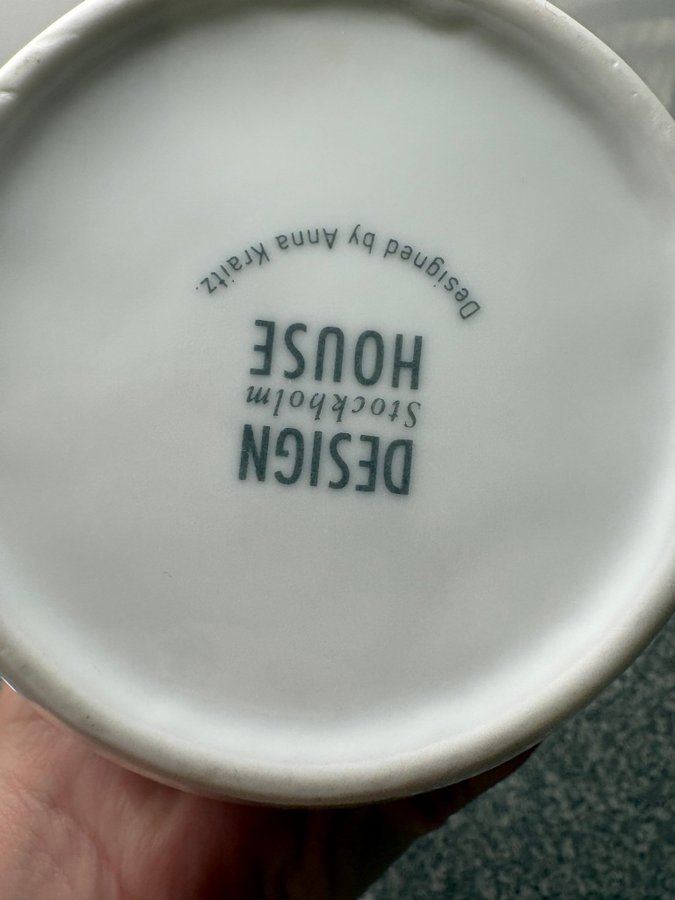 DESIGN
Stockholm
HOUSE
Designed by Anna Kraitz.